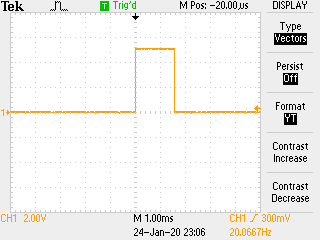 Tek Trig'd M Pos: -20.00µs DISPLAY
Type
Vectors
Persist
Off
Format
YT
Contrast
Increase
Contrast
Decrease
1
CH1 2.00V M 1.00ms CH1 300mV
24-Jan-20 23:06 20.0667Hz